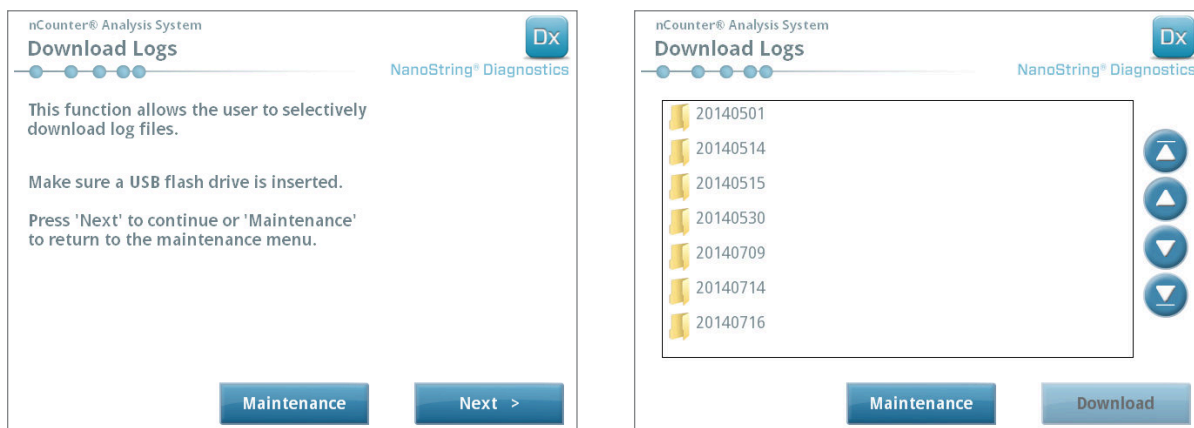 nCounter® Analysis System
Download Logs
Dx
NanoString® Diagnostics
This function allows the user to selectively
download log files.
Make sure a USB flash drive is inserted.
Press 'Next' to continue or 'Maintenance'
to return to the maintenance menu.
Maintenance
Next >
nCounter® Analysis System
Download Logs
Dx
NanoString® Diagnostics
20140501
20140514
20140515
20140530
20140709
20140714
20140716
Maintenance
Download